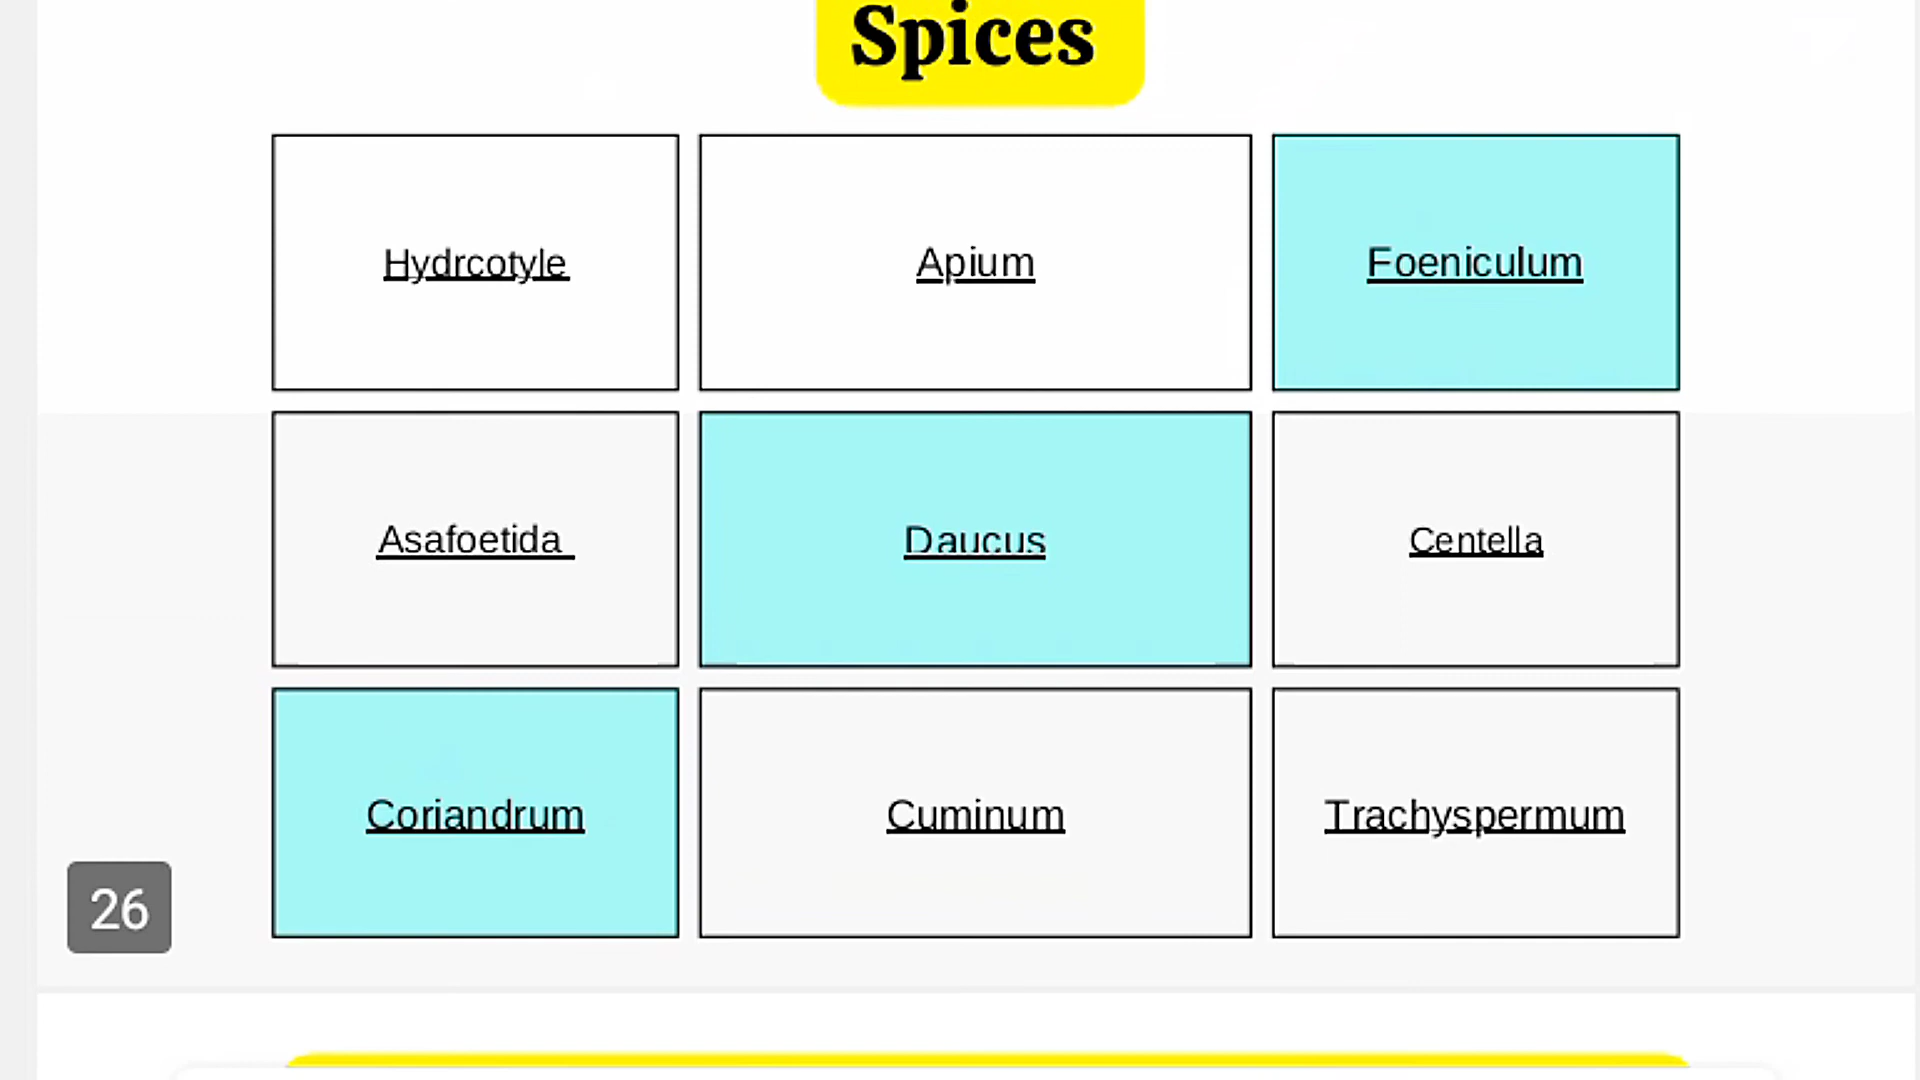 Spices
Hydrcotyle
Apium
Foeniculum
Asafoetida
Daucus
Centella
Coriandrum
Cuminum
Trachyspermum
26